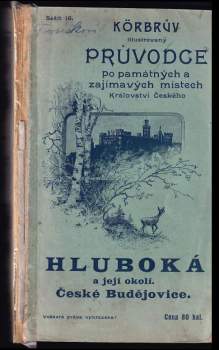 Sešit 16.
KÖRBRŮV
illustrovaný
PRŮVODCE
po památných a
zajímavých místech
Království Českého
HLUBOKÁ
a její okolí.
České Budějovice.
Veškerá práva vyhrazena!
Cena 80 hal.